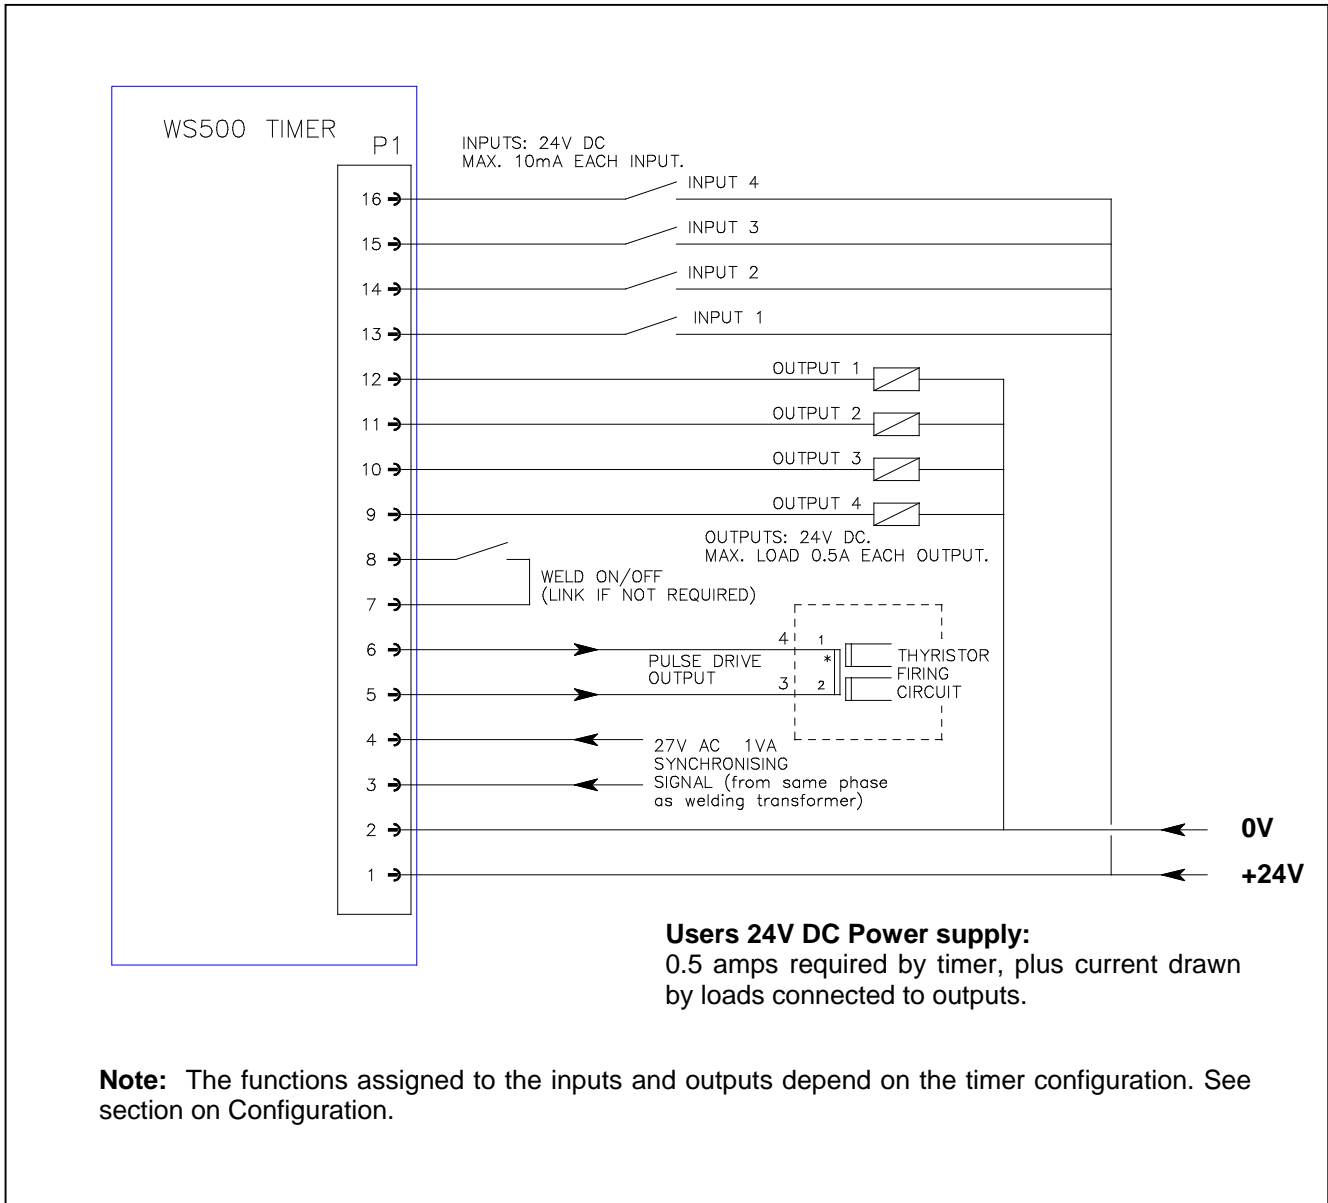 WS500 TIMER
P1
INPUTS: 24V DC
MAX. 10mA EACH INPUT.
16
INPUT 4
15
INPUT 3
14
INPUT 2
13
INPUT 1
12
OUTPUT 1
11
OUTPUT 2
10
OUTPUT 3
9
OUTPUT 4
OUTPUTS: 24V DC.
MAX. LOAD 0.5A EACH OUTPUT.
8
WELD ON/OFF
(LINK IF NOT REQUIRED)
7
6
4
1
PULSE DRIVE
OUTPUT
*
THYRISTOR
FIRING
CIRCUIT
5
3
2
4
27V AC 1VA
SYNCHRONISING
SIGNAL (from same phase
as welding transformer)
3
2
0V
1
+24V
Users 24V DC Power supply:
0.5 amps required by timer, plus current drawn
by loads connected to outputs.
Note: The functions assigned to the inputs and outputs depend on the timer configuration. See
section on Configuration.